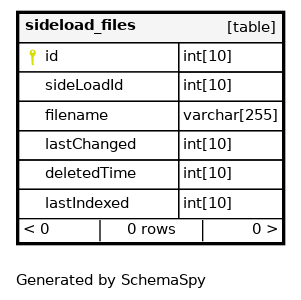 sideload_files [table]
id int[10]
sideLoadId int[10]
filename varchar[255]
lastChanged int[10]
deletedTime int[10]
lastIndexed int[10]
< 0 0 rows 0 >
Generated by SchemaSpy